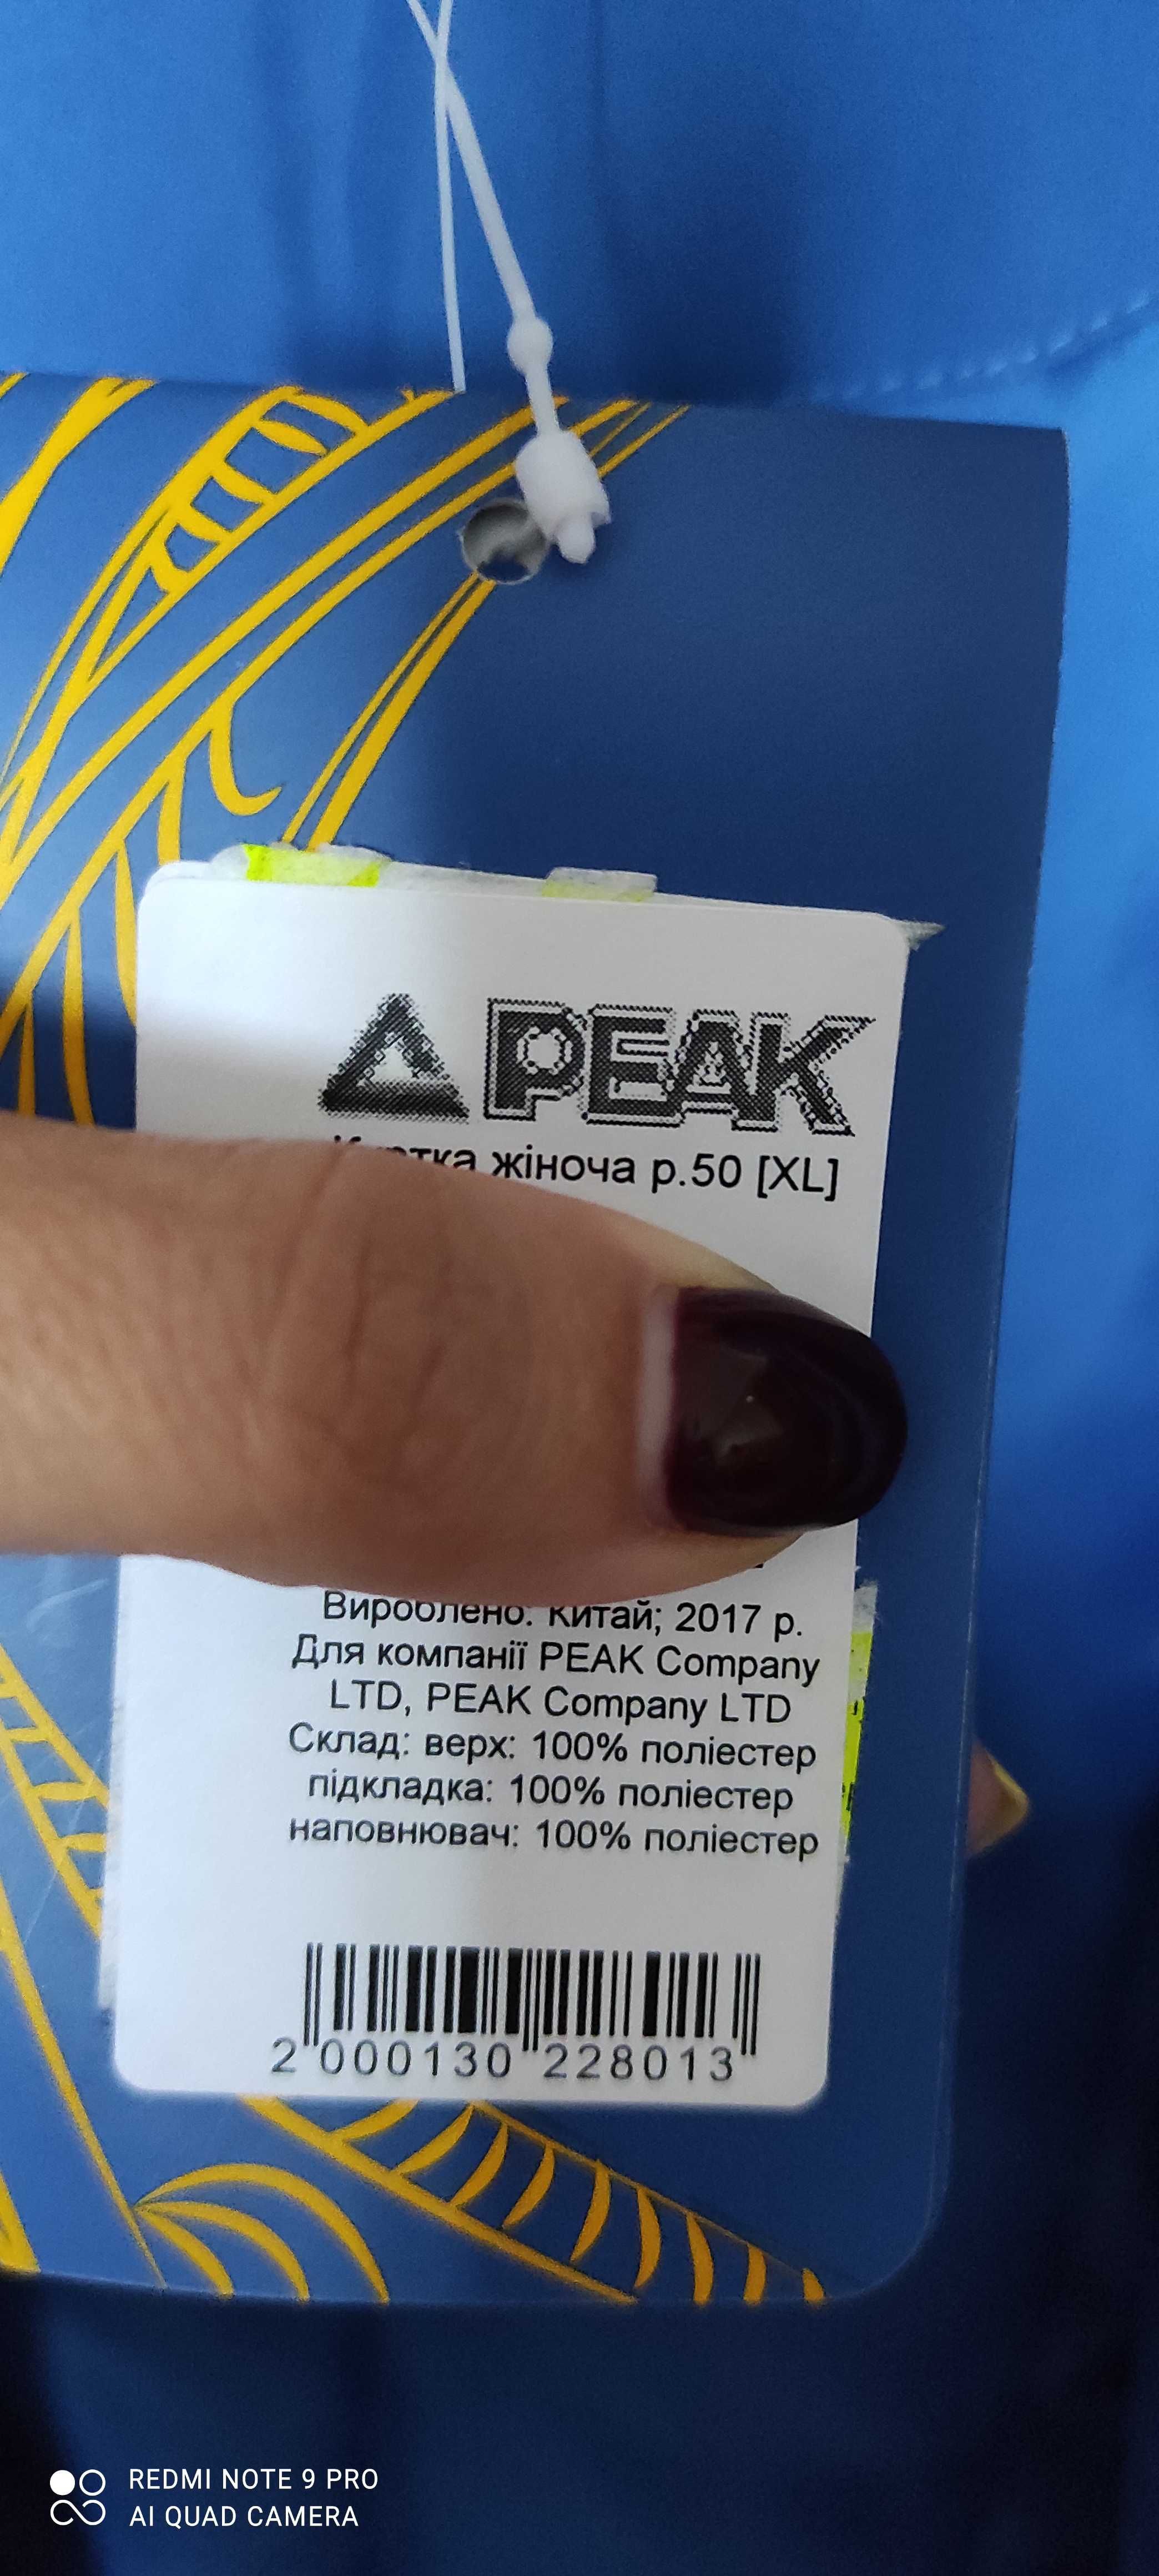 PEAK
Куртка жіноча р.50 [XL]
Вироблено: Китай; 2017 р.
Для компанії PEAK Company
LTD, PEAK Company LTD
Склад: верх: 100% поліестер
підкладка: 100% поліестер
наповнювач: 100% поліестер
2 000130 228013
REDMI NOTE 9 PRO
AI QUAD CAMERA